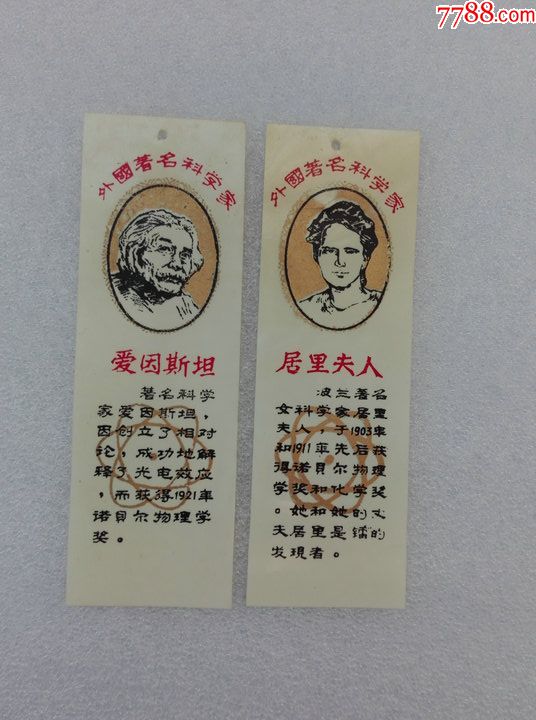 7788.com
外國著名科学家
爱因斯坦
著名科学
家爱因斯坦，
因创立了相对
论，成功地解
释了光电效应
，而获得1921年
诺贝尔物理学
奖。
外國著名科学家
居里夫人
波兰著名
女科学家居里
夫人，于1903年
和1911年先后获
得诺贝尔物理
学奖和化学奖
。她和她的丈
夫居里是镭的
发現者。